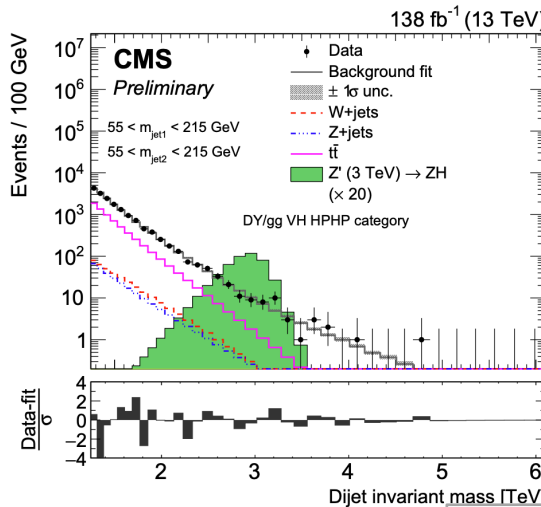 138 fb⁻¹ (13 TeV)
Events / 100 GeV
10⁷
10⁶
10⁵
10⁴
10³
10²
10
1
CMS
Preliminary
55 < m_jet1 < 215 GeV
55 < m_jet2 < 215 GeV
Data
Background fit
± 1σ unc.
W+jets
Z+jets
tt̄
Z' (3 TeV) → ZH
(× 20)
DY/gg VH HPHP category
Data-fit
σ
4
2
0
−2
−4
2
3
4
5
6
Dijet invariant mass [TeV]